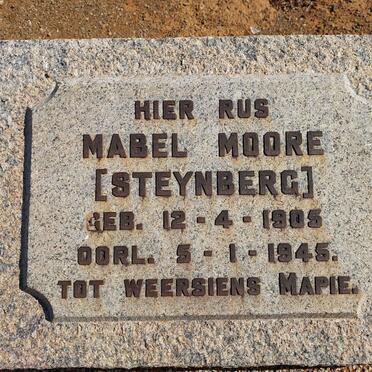 HIER RUS
MABEL MOORE
[STEYNBERG]
GEB. 12-4-1905
OORL. 5-1-1945.
TOT WEERSIENS MAPIE.